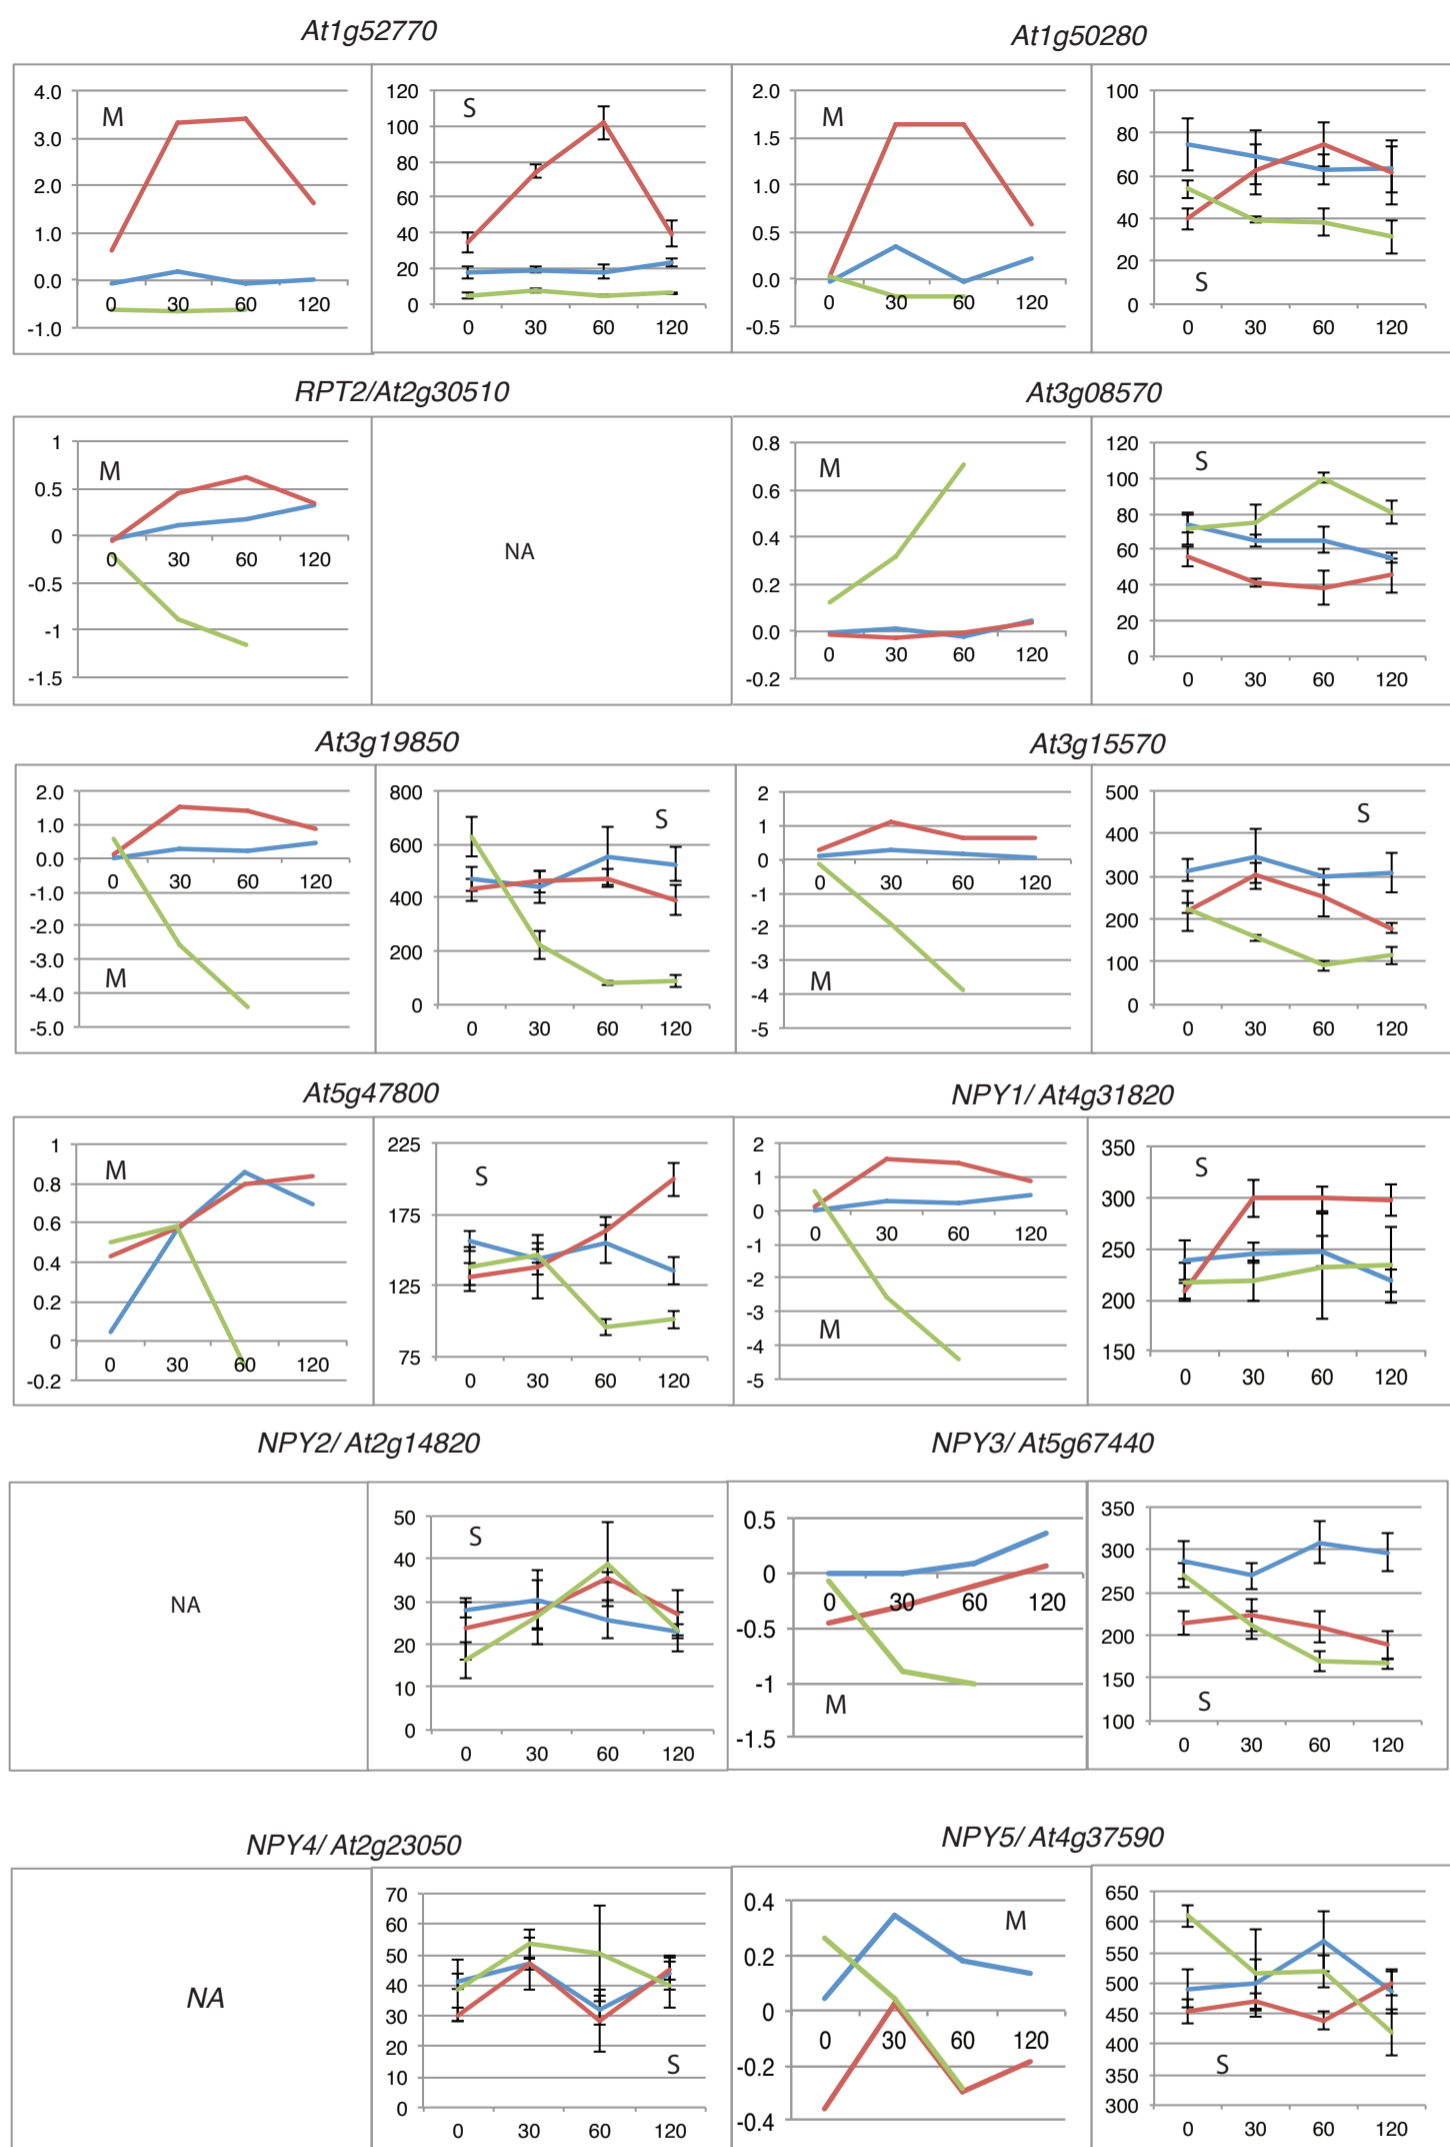 At1g52770
At1g50280
4.0
3.0
2.0
1.0
0.0
-1.0
M
0 30 60 120
120
100
80
60
40
20
0
S
0 30 60 120
2.0
1.5
1.0
0.5
0.0
-0.5
M
0 30 60 120
100
80
60
40
20
0
S
0 30 60 120
RPT2/At2g30510
At3g08570
1
0.5
0
-0.5
-1
-1.5
M
0 30 60 120
NA
0.8
0.6
0.4
0.2
0.0
-0.2
M
0 30 60 120
120
100
80
60
40
20
0
S
0 30 60 120
At3g19850
At3g15570
2.0
1.0
0.0
-1.0
-2.0
-3.0
-4.0
-5.0
0 30 60 120
M
800
600
400
200
0
S
0 30 60 120
2
1
0
-1
-2
-3
-4
-5
0 30 60 120
M
500
400
300
200
100
0
S
0 30 60 120
At5g47800
NPY1/ At4g31820
1
0.8
0.6
0.4
0.2
0
-0.2
M
0 30 60 120
225
175
125
75
S
0 30 60 120
2
1
0
-1
-2
-3
-4
-5
0 30 60 120
M
350
300
250
200
150
S
0 30 60 120
NPY2/ At2g14820
NPY3/ At5g67440
NA
50
40
30
20
10
0
S
0 30 60 120
0.5
0
-0.5
-1
-1.5
0 30 60 120
M
350
300
250
200
150
100
S
0 30 60 120
NPY4/ At2g23050
NPY5/ At4g37590
NA
70
60
50
40
30
20
10
0
S
0 30 60 120
0.4
0.2
0
-0.2
-0.4
M
0 30 60 120
650
600
550
500
450
400
350
300
S
0 30 60 120